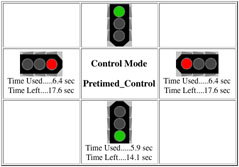 Control Mode
Pretimed_Control
Time Used.....6.4 sec
Time Left....17.6 sec
Time Used.....6.4 sec
Time Left....17.6 sec
Time Used.....5.9 sec
Time Left....14.1 sec